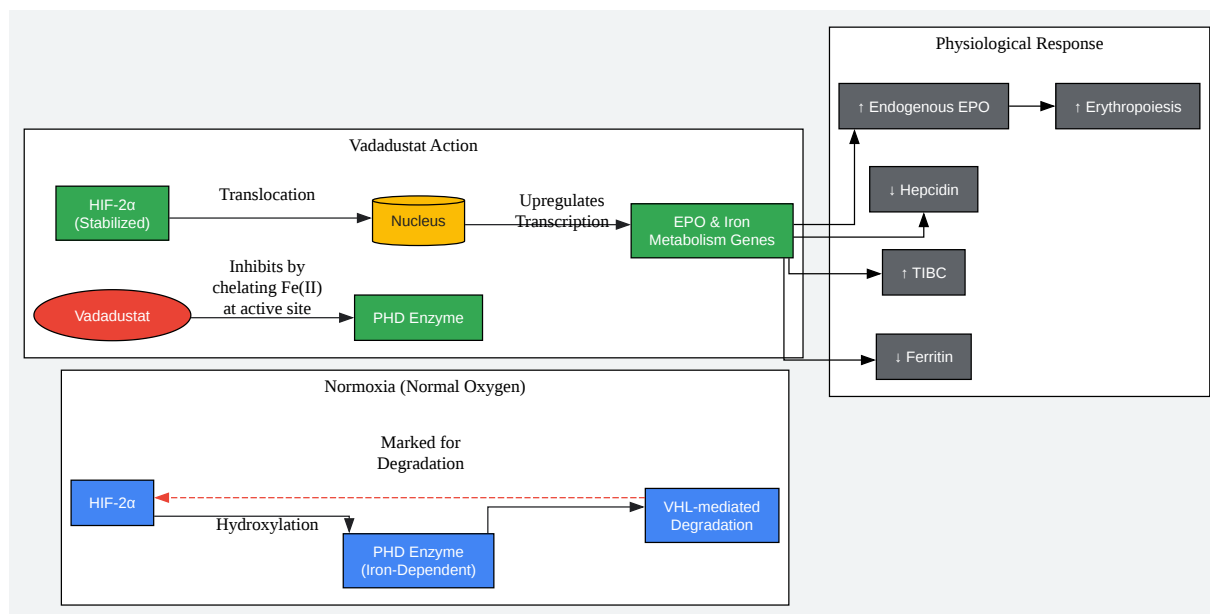 Physiological Response
↑ Endogenous EPO
↑ Erythropoiesis
↓ Hepcidin
↑ TIBC
↓ Ferritin
Vadadustat Action
HIF-2α
(Stabilized)
Translocation
Nucleus
Upregulates
Transcription
EPO & Iron
Metabolism Genes
Vadadustat
Inhibits by
chelating Fe(II)
at active site
PHD Enzyme
Normoxia (Normal Oxygen)
Marked for
Degradation
HIF-2α
Hydroxylation
PHD Enzyme
(Iron-Dependent)
VHL-mediated
Degradation